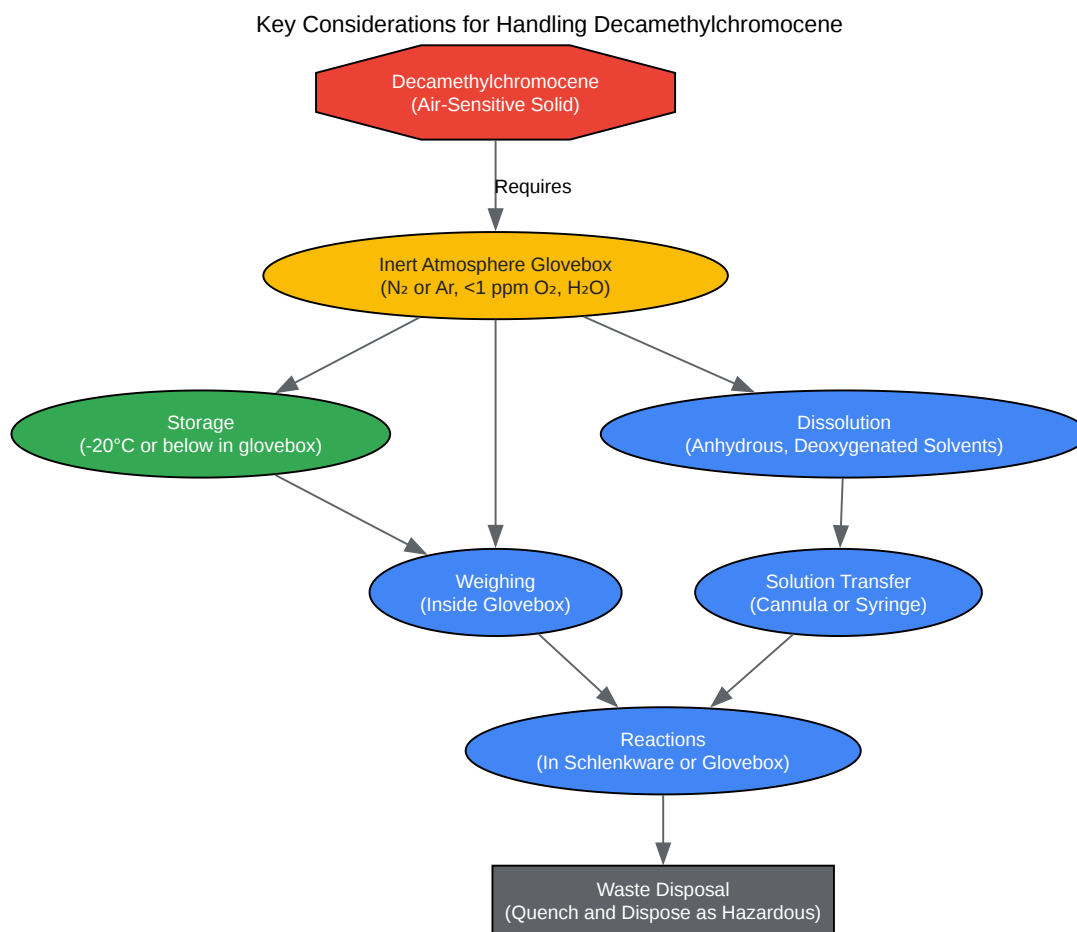 Key Considerations for Handling Decamethylchromocene
Decamethylchromocene
(Air-Sensitive Solid)
Requires
Inert Atmosphere Glovebox
(N₂ or Ar, <1 ppm O₂, H₂O)
Storage
(-20°C or below in glovebox)
Dissolution
(Anhydrous, Deoxygenated Solvents)
Weighing
(Inside Glovebox)
Solution Transfer
(Cannula or Syringe)
Reactions
(In Schlenkware or Glovebox)
Waste Disposal
(Quench and Dispose as Hazardous)